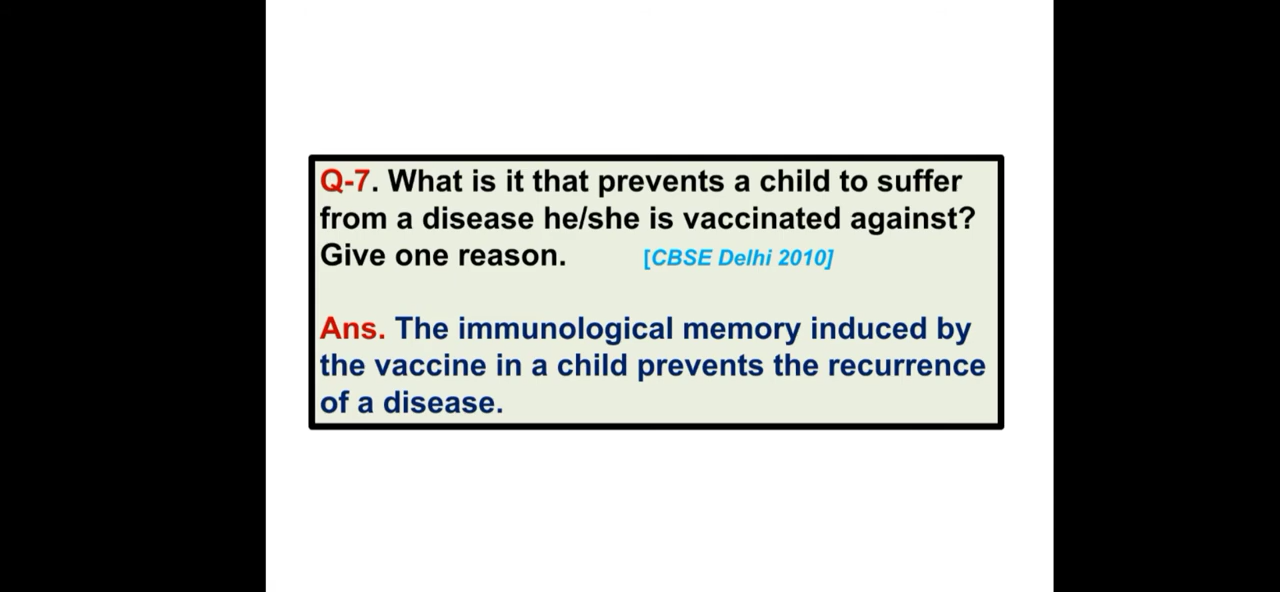 Q-7. What is it that prevents a child to suffer
from a disease he/she is vaccinated against?
Give one reason. [CBSE Delhi 2010]
Ans. The immunological memory induced by
the vaccine in a child prevents the recurrence
of a disease.